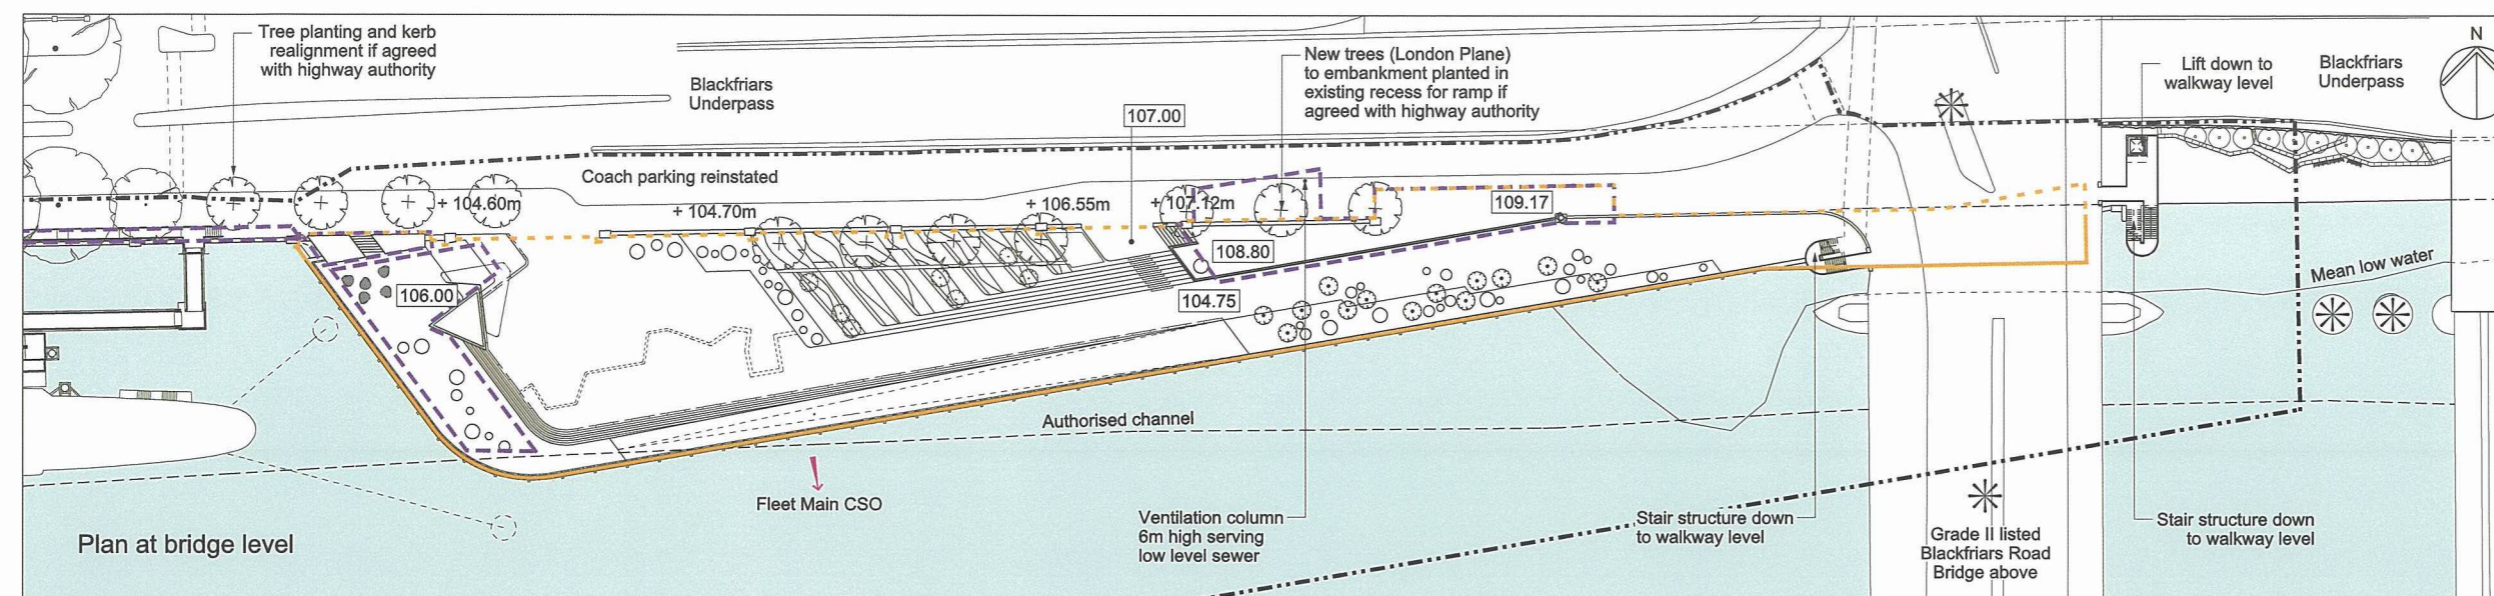 Tree planting and kerb
realignment if agreed
with highway authority
Blackfriars
Underpass
New trees (London Plane)
to embankment planted in
existing recess for ramp if
agreed with highway authority
107.00
Lift down to
walkway level
Blackfriars
Underpass
N
Coach parking reinstated
+ 104.60m
+ 104.70m
+ 106.55m
+ 107.12m
109.17
108.80
106.00
104.75
Mean low water
Authorised channel
Fleet Main CSO
Plan at bridge level
Ventilation column
6m high serving
low level sewer
Stair structure down
to walkway level
Grade II listed
Blackfriars Road
Bridge above
Stair structure down
to walkway level